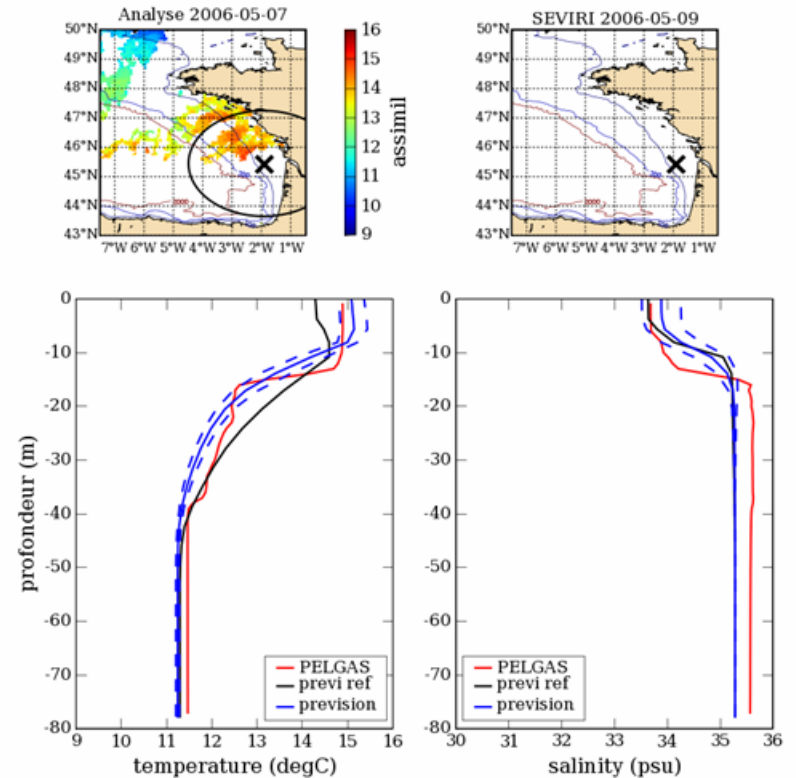 Analyse 2006-05-07
SEVIRI 2006-05-09
50°N
49°N
48°N
47°N
46°N
45°N
44°N
43°N
7°W 6°W 5°W 4°W 3°W 2°W 1°W
16
15
14
13
12
11
10
9
assimil
50°N
49°N
48°N
47°N
46°N
45°N
44°N
43°N
7°W 6°W 5°W 4°W 3°W 2°W 1°W
0
-10
-20
-30
-40
-50
-60
-70
-80
profondeur (m)
9 10 11 12 13 14 15 16
temperature (degC)
PELGAS
previ ref
prevision
0
-10
-20
-30
-40
-50
-60
-70
-80
30 31 32 33 34 35 36
salinity (psu)
PELGAS
previ ref
prevision